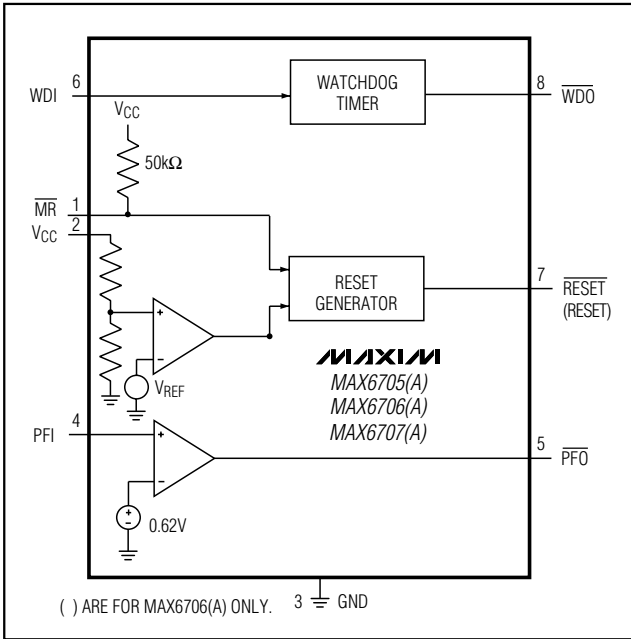 WDI
6
WATCHDOG
TIMER
8
WDO
VCC
50kΩ
MR
1
VCC
2
RESET
GENERATOR
7
RESET
(RESET)
+
−
VREF
MAXIM
MAX6705(A)
MAX6706(A)
MAX6707(A)
PFI
4
+
−
5
PFO
+
−
0.62V
( ) ARE FOR MAX6706(A) ONLY.
3
GND